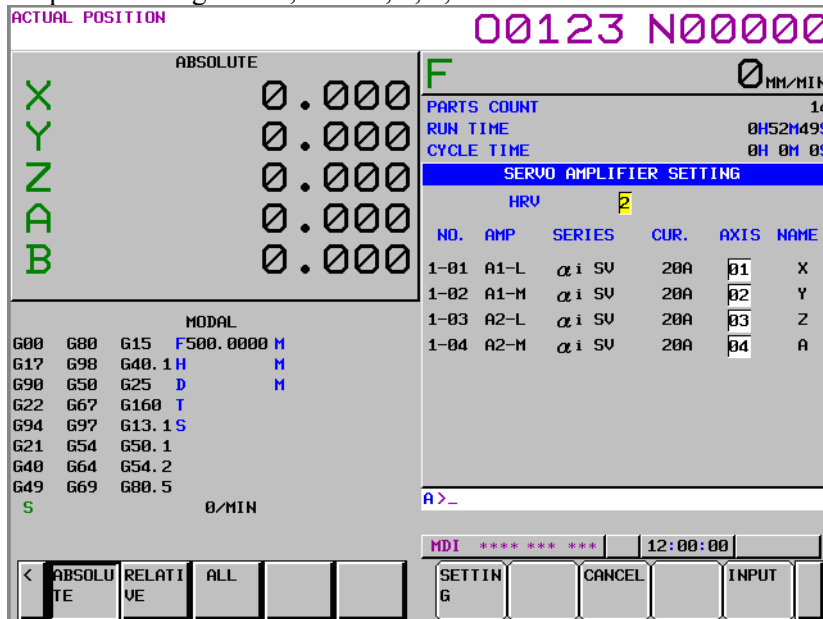 ACTUAL POSITION
O0123 N00000
ABSOLUTE
X 0.000
Y 0.000
Z 0.000
A 0.000
B 0.000
F 0 MM/MIN
PARTS COUNT 14
RUN TIME 0H52M49S
CYCLE TIME 0H 0M 0S
SERVO AMPLIFIER SETTING
HRV 2
NO. AMP SERIES CUR. AXIS NAME
1-01 A1-L αi SV 20A 01 X
1-02 A1-M αi SV 20A 02 Y
1-03 A2-L αi SV 20A 03 Z
1-04 A2-M αi SV 20A 04 A
MODAL
G00 G80 G15 F500.0000 M
G17 G98 G40.1 H M
G90 G50 G25 D M
G22 G67 G160 T
G94 G97 G13.1 S
G21 G54 G50.1
G40 G64 G54.2
G49 G69 G80.5
S 0/MIN
A>_
MDI **** *** *** 12:00:00
< ABSOLUTE RELATIVE ALL
SETTING CANCEL INPUT